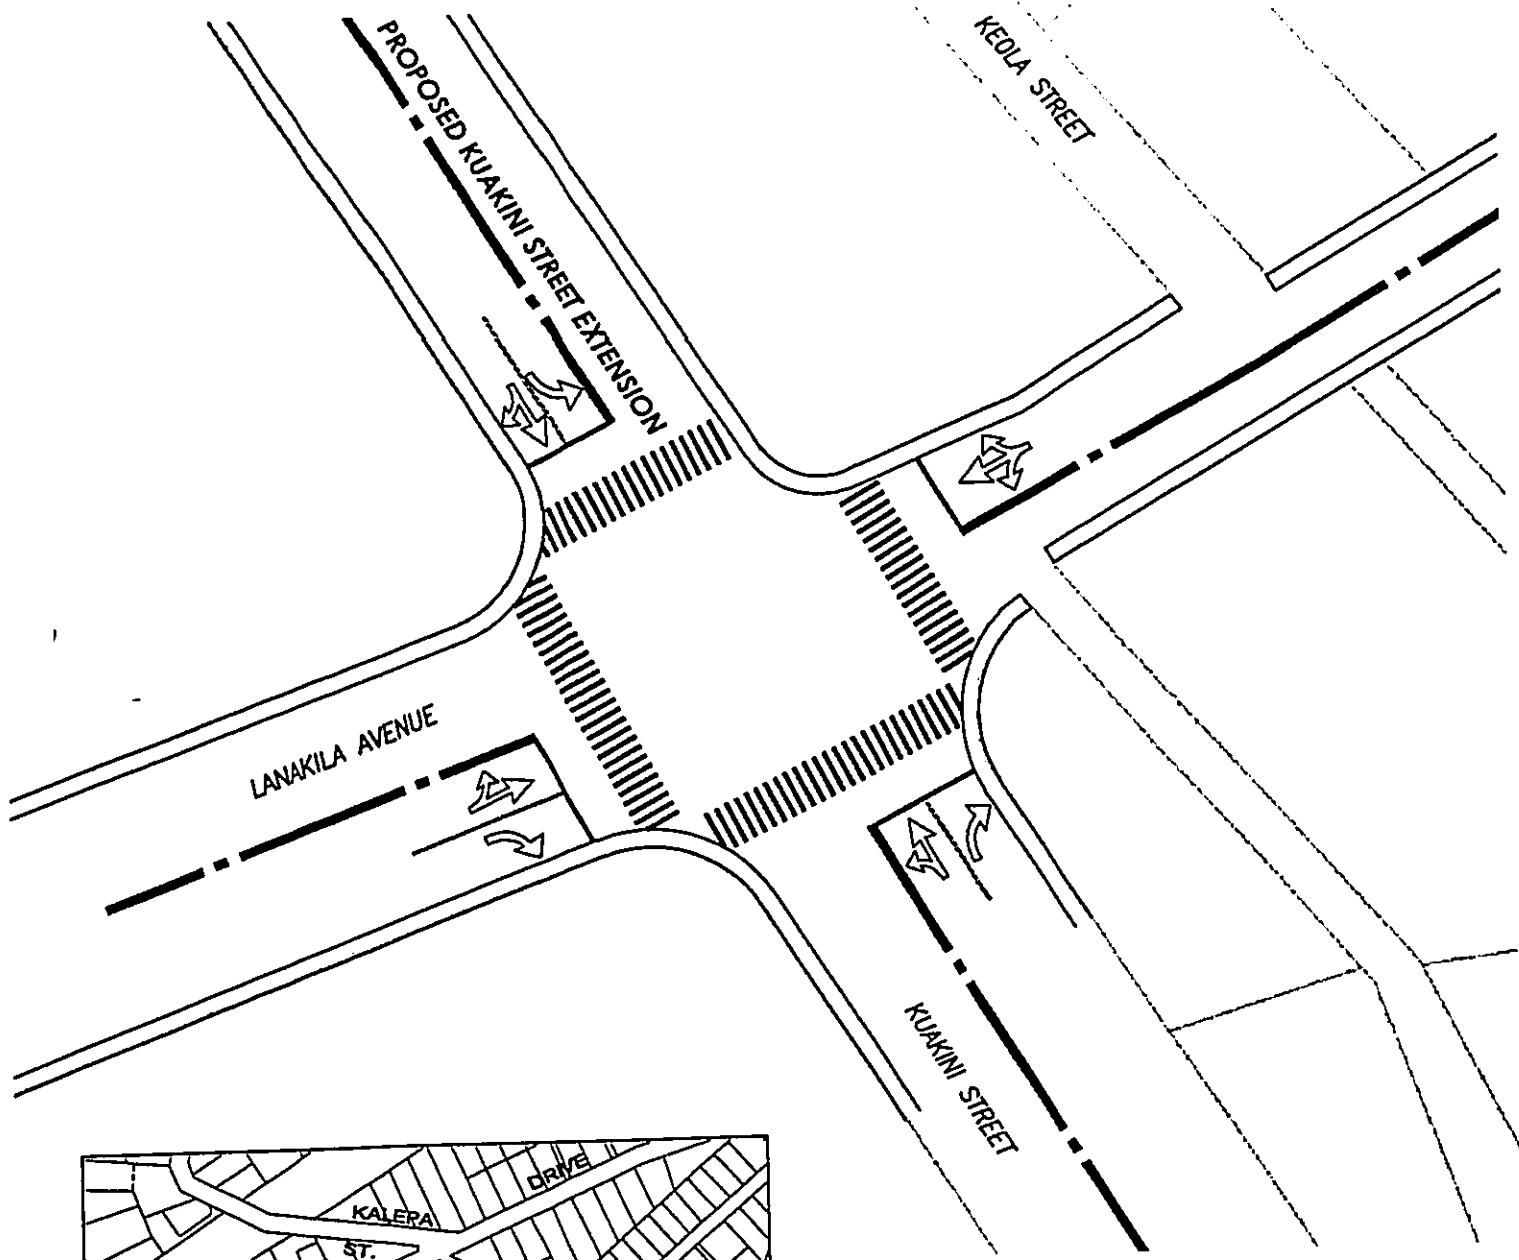 PROPOSED KUAKINI STREET EXTENSION
KEOLA STREET
LANAKILA AVENUE
KUAKINI STREET
DRIVE
KALEPA
ST.